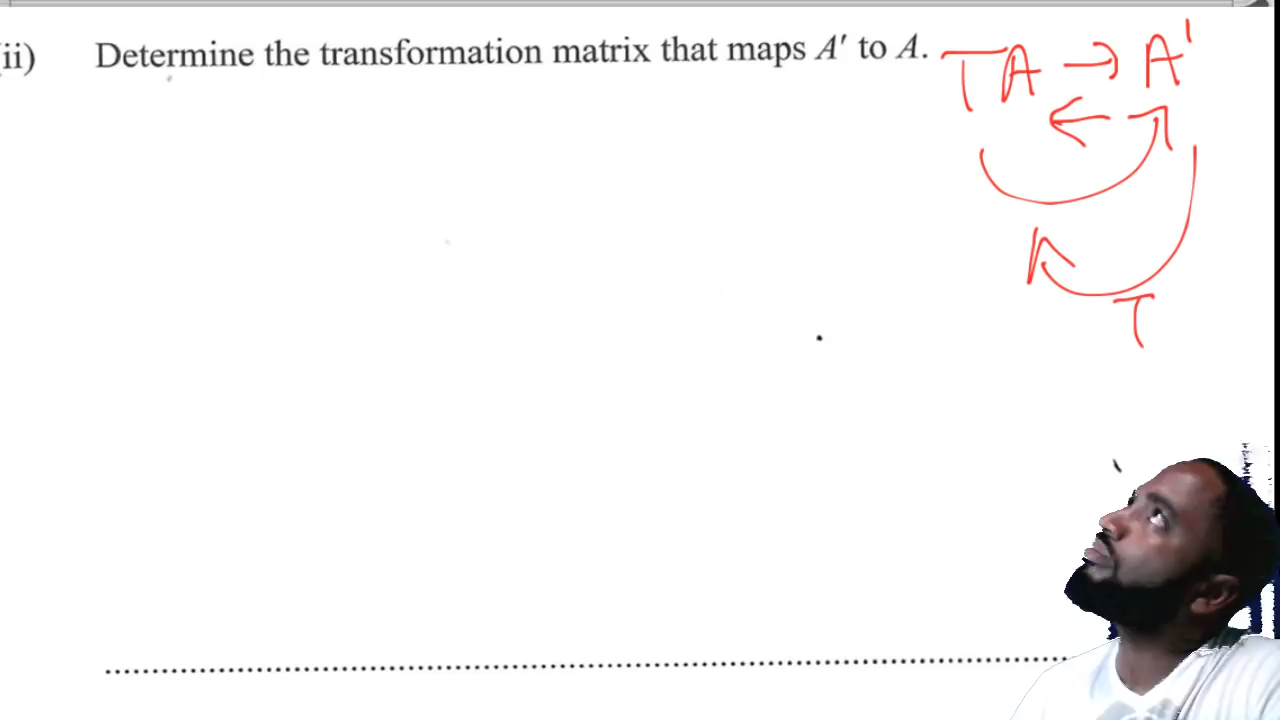 ii) Determine the transformation matrix that maps A′ to A. TA → A'
T